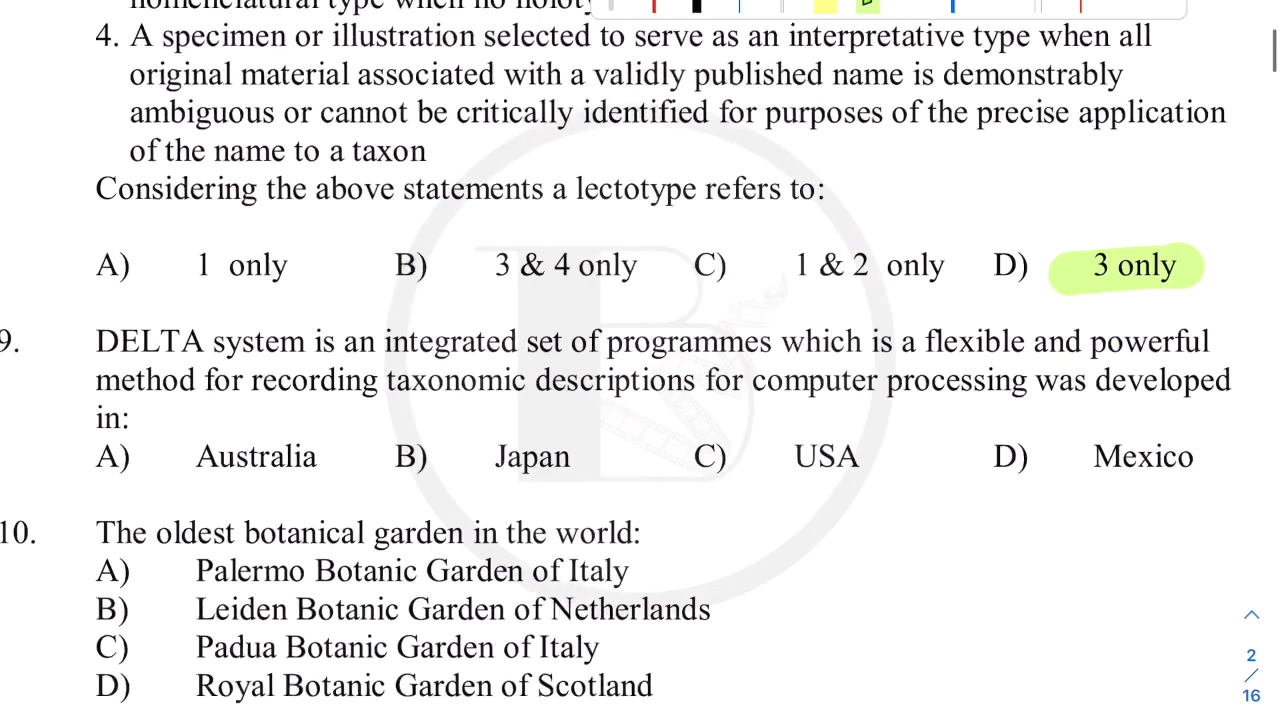 nomenclatural type when no holoty
4. A specimen or illustration selected to serve as an interpretative type when all
original material associated with a validly published name is demonstrably
ambiguous or cannot be critically identified for purposes of the precise application
of the name to a taxon
Considering the above statements a lectotype refers to:
A) 1 only B) 3 & 4 only C) 1 & 2 only D) 3 only
9. DELTA system is an integrated set of programmes which is a flexible and powerful
method for recording taxonomic descriptions for computer processing was developed
in:
A) Australia B) Japan C) USA D) Mexico
10. The oldest botanical garden in the world:
A) Palermo Botanic Garden of Italy
B) Leiden Botanic Garden of Netherlands
C) Padua Botanic Garden of Italy
D) Royal Botanic Garden of Scotland
2
/
16